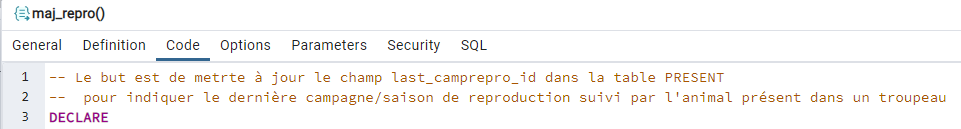 maj_repro()
General Definition Code Options Parameters Security SQL
1 -- Le but est de metrte à jour le champ last_camprepro_id dans la table PRESENT
2 --  pour indiquer le dernière campagne/saison de reproduction suivi par l'animal présent dans un troupeau
3 DECLARE